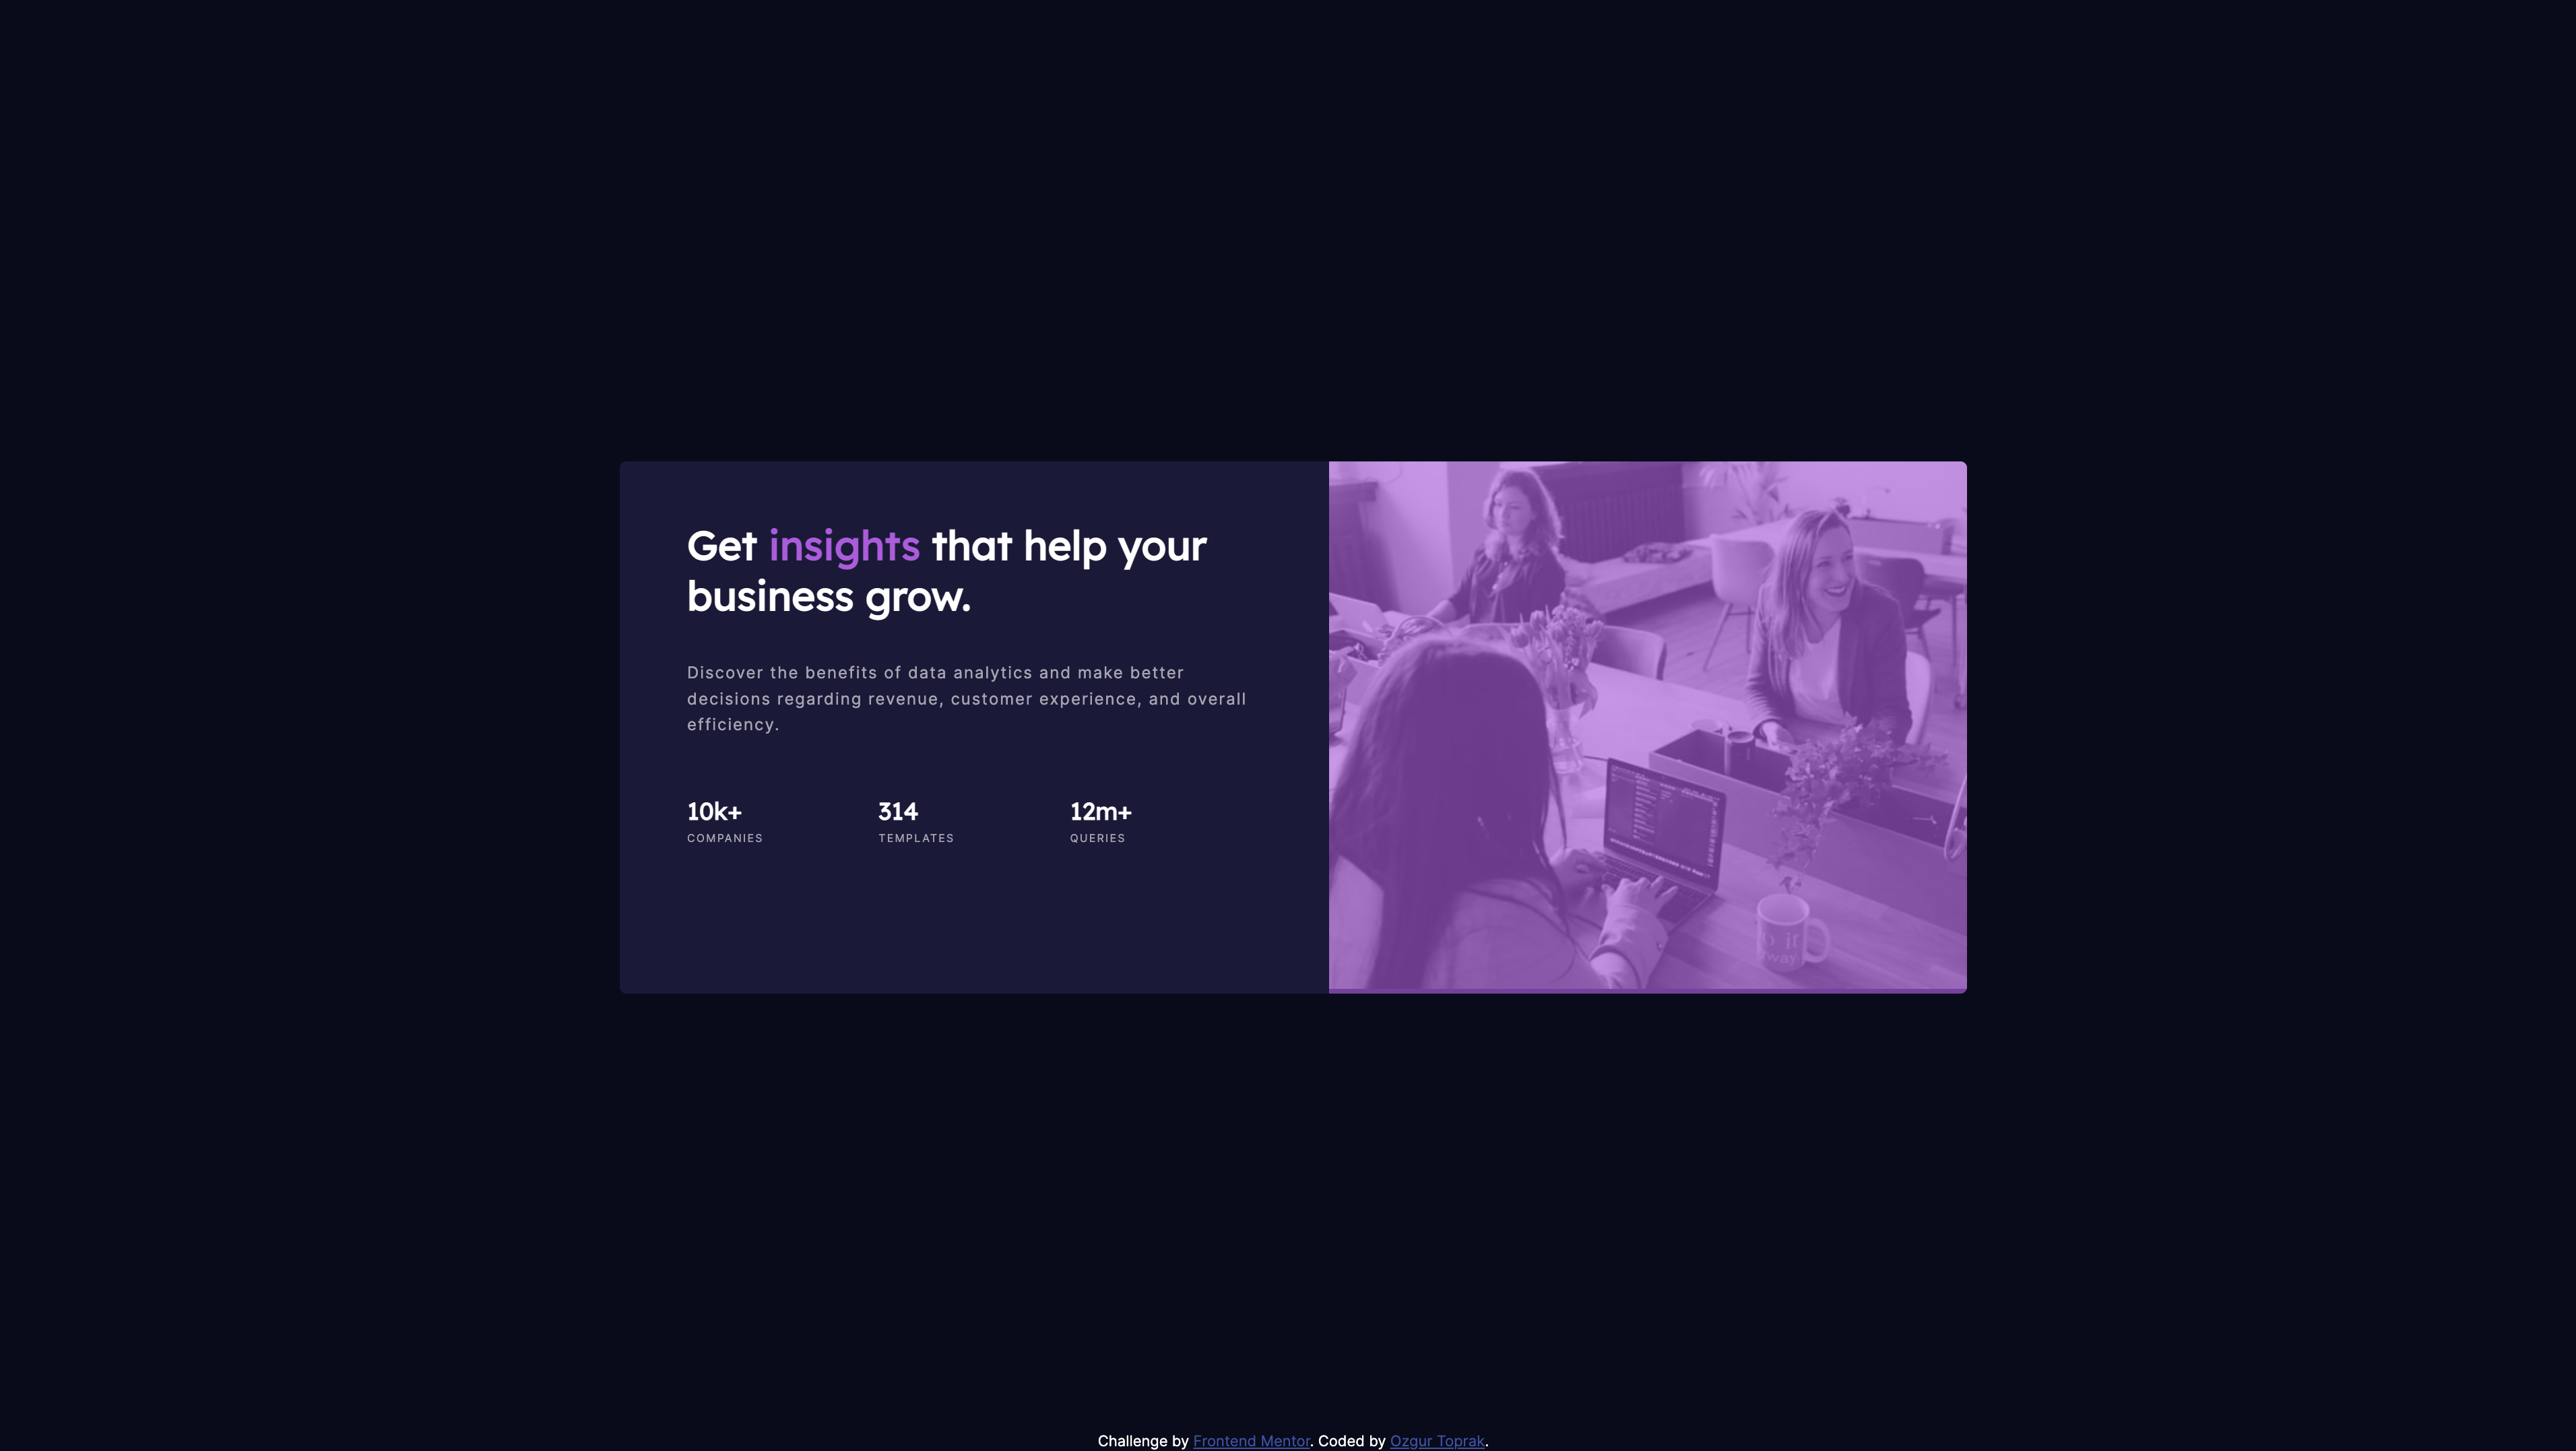 Get insights that help your
business grow.
Discover the benefits of data analytics and make better
decisions regarding revenue, customer experience, and overall
efficiency.
10k+ 314 12m+
COMPANIES TEMPLATES QUERIES
Challenge by Frontend Mentor. Coded by Ozgur Toprak.